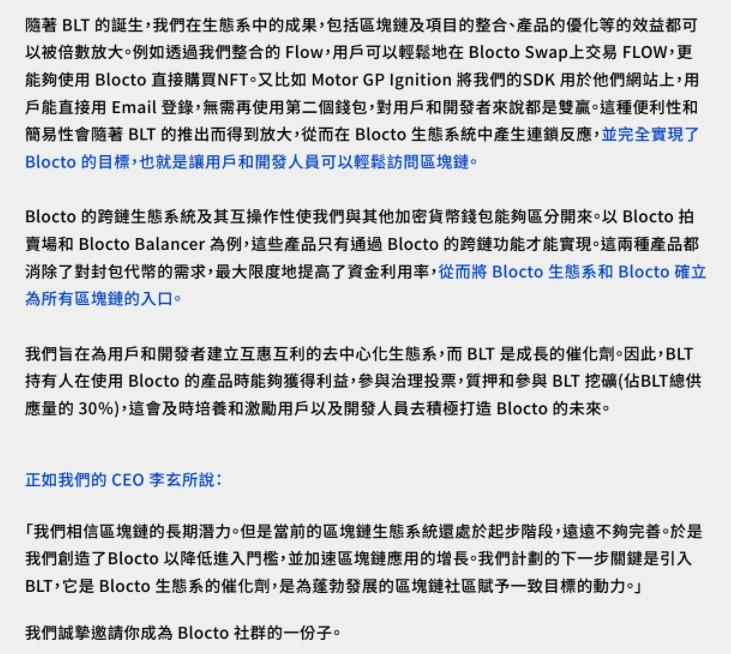 隨著 BLT 的誕生，我們在生態系中的成果，包括區塊鏈及項目的整合、產品的優化等的效益都可
以被倍數放大。例如透過我們整合的 Flow，用戶可以輕鬆地在 Blocto Swap上交易 FLOW，更
能夠使用 Blocto 直接購買NFT。又比如 Motor GP Ignition 將我們的SDK 用於他們網站上，用
戶能直接用 Email 登錄，無需再使用第二個錢包，對用戶和開發者來說都是雙贏。這種便利性和
簡易性會隨著 BLT 的推出而得到放大，從而在 Blocto 生態系統中產生連鎖反應，並完全實現了
Blocto 的目標，也就是讓用戶和開發人員可以輕鬆訪問區塊鏈。
Blocto 的跨鏈生態系統及其互操作性使我們與其他加密貨幣錢包能夠區分開來。以 Blocto 拍
賣場和 Blocto Balancer 為例，這些產品只有通過 Blocto 的跨鏈功能才能實現。這兩種產品都
消除了對封包代幣的需求，最大限度地提高了資金利用率，從而將 Blocto 生態系和 Blocto 確立
為所有區塊鏈的入口。
我們旨在為用戶和開發者建立互惠互利的去中心化生態系，而 BLT 是成長的催化劑。因此，BLT
持有人在使用 Blocto 的產品時能夠獲得利益，參與治理投票，質押和參與 BLT 挖礦(佔BLT總供
應量的 30%)，這會及時培養和激勵用戶以及開發人員去積極打造 Blocto 的未來。
正如我們的 CEO 李玄所說：
「我們相信區塊鏈的長期潛力。但是當前的區塊鏈生態系統還處於起步階段，遠遠不夠完善。於是
我們創造了Blocto 以降低進入門檻，並加速區塊鏈應用的增長。我們計劃的下一步關鍵是引入
BLT，它是 Blocto 生態系的催化劑，是為蓬勃發展的區塊鏈社區賦予一致目標的動力。」
我們誠摯邀請你成為 Blocto 社群的一份子。